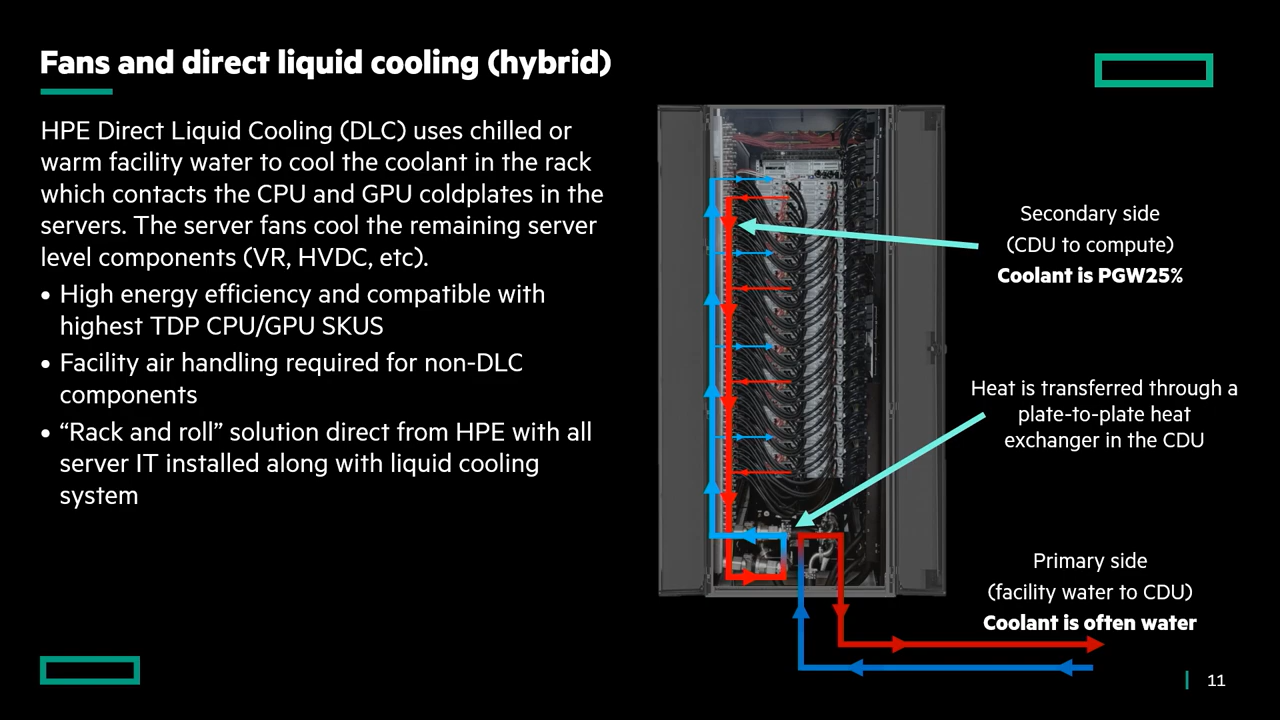 Fans and direct liquid cooling (hybrid)
HPE Direct Liquid Cooling (DLC) uses chilled or
warm facility water to cool the coolant in the rack
which contacts the CPU and GPU coldplates in the
servers. The server fans cool the remaining server
level components (VR, HVDC, etc).
• High energy efficiency and compatible with
highest TDP CPU/GPU SKUS
• Facility air handling required for non-DLC
components
• “Rack and roll” solution direct from HPE with all
server IT installed along with liquid cooling
system
Secondary side
(CDU to compute)
Coolant is PGW25%
Heat is transferred through a
plate-to-plate heat
exchanger in the CDU
Primary side
(facility water to CDU)
Coolant is often water
11